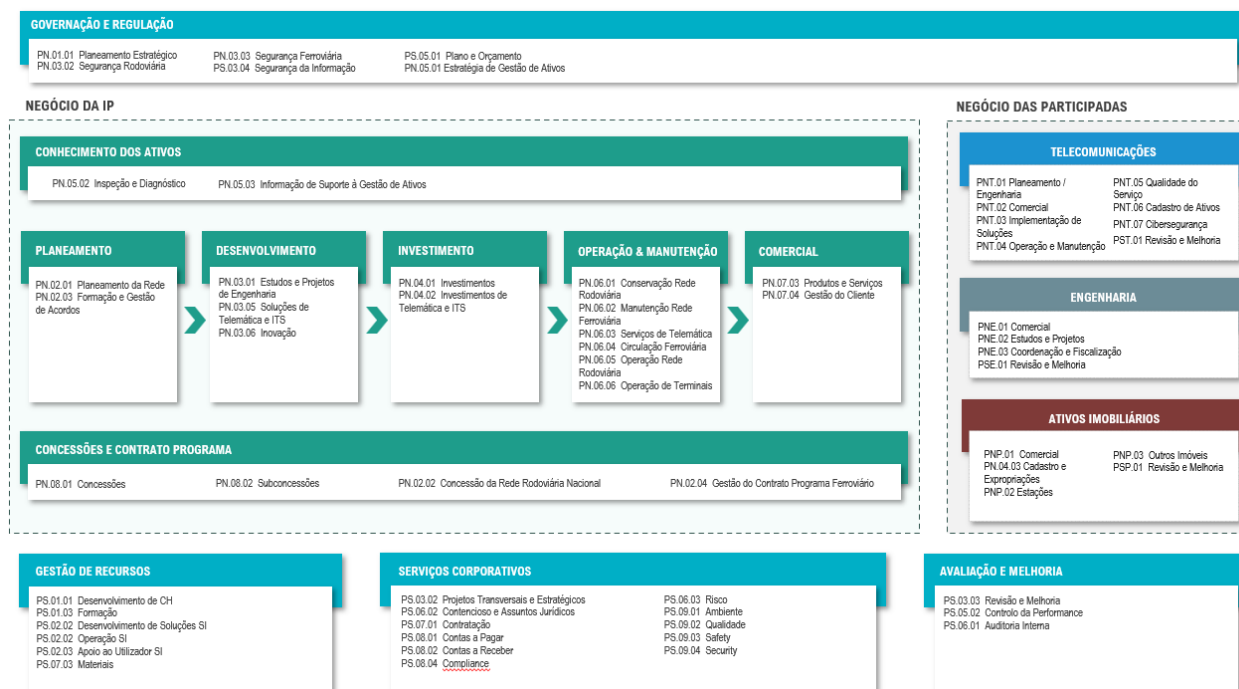 GOVERNAÇÃO E REGULAÇÃO
PN.01.01 Planeamento Estratégico
PN.03.02 Segurança Rodoviária
PN.03.03 Segurança Ferroviária
PS.03.04 Segurança da Informação
PS.05.01 Plano e Orçamento
PN.05.01 Estratégia de Gestão de Ativos
NEGÓCIO DA IP
CONHECIMENTO DOS ATIVOS
PN.05.02 Inspeção e Diagnóstico
PN.05.03 Informação de Suporte à Gestão de Ativos
PLANEAMENTO
PN.02.01 Planeamento da Rede
PN.02.03 Formação e Gestão
de Acordos
DESENVOLVIMENTO
PN.03.01 Estudos e Projetos
de Engenharia
PN.03.05 Soluções de
Telemática e ITS
PN.03.06 Inovação
INVESTIMENTO
PN.04.01 Investimentos
PN.04.02 Investimentos de
Telemática e ITS
OPERAÇÃO & MANUTENÇÃO
PN.06.01 Conservação Rede
Rodoviária
PN.06.02 Manutenção Rede
Ferroviária
PN.06.03 Serviços de Telemática
PN.06.04 Circulação Ferroviária
PN.06.05 Operação Rede
Rodoviária
PN.06.06 Operação de Terminais
COMERCIAL
PN.07.03 Produtos e Serviços
PN.07.04 Gestão do Cliente
CONCESSÕES E CONTRATO PROGRAMA
PN.08.01 Concessões
PN.08.02 Subconcessões
PN.02.02 Concessão da Rede Rodoviária Nacional
PN.02.04 Gestão do Contrato Programa Ferroviário
NEGÓCIO DAS PARTICIPADAS
TELECOMUNICAÇÕES
PNT.01 Planeamento /
Engenharia
PNT.02 Comercial
PNT.03 Implementação de
Soluções
PNT.04 Operação e Manutenção
PNT.05 Qualidade do
Serviço
PNT.06 Cadastro de Ativos
PNT.07 Cibersegurança
PST.01 Revisão e Melhoria
ENGENHARIA
PNE.01 Comercial
PNE.02 Estudos e Projetos
PNE.03 Coordenação e Fiscalização
PSE.01 Revisão e Melhoria
ATIVOS IMOBILIÁRIOS
PNP.01 Comercial
PN.04.03 Cadastro e
Expropriações
PNP.02 Estações
PNP.03 Outros Imóveis
PSP.01 Revisão e Melhoria
GESTÃO DE RECURSOS
PS.01.01 Desenvolvimento de CH
PS.01.03 Formação
PS.02.02 Desenvolvimento de Soluções SI
PS.02.02 Operação SI
PS.02.03 Apoio ao Utilizador SI
PS.07.03 Materiais
SERVIÇOS CORPORATIVOS
PS.03.02 Projetos Transversais e Estratégicos
PS.06.02 Contencioso e Assuntos Jurídicos
PS.07.01 Contratação
PS.08.01 Contas a Pagar
PS.08.02 Contas a Receber
PS.08.04 Compliance
PS.06.03 Risco
PS.09.01 Ambiente
PS.09.02 Qualidade
PS.09.03 Safety
PS.09.04 Security
AVALIAÇÃO E MELHORIA
PS.03.03 Revisão e Melhoria
PS.05.02 Controlo da Performance
PS.06.01 Auditoria Interna